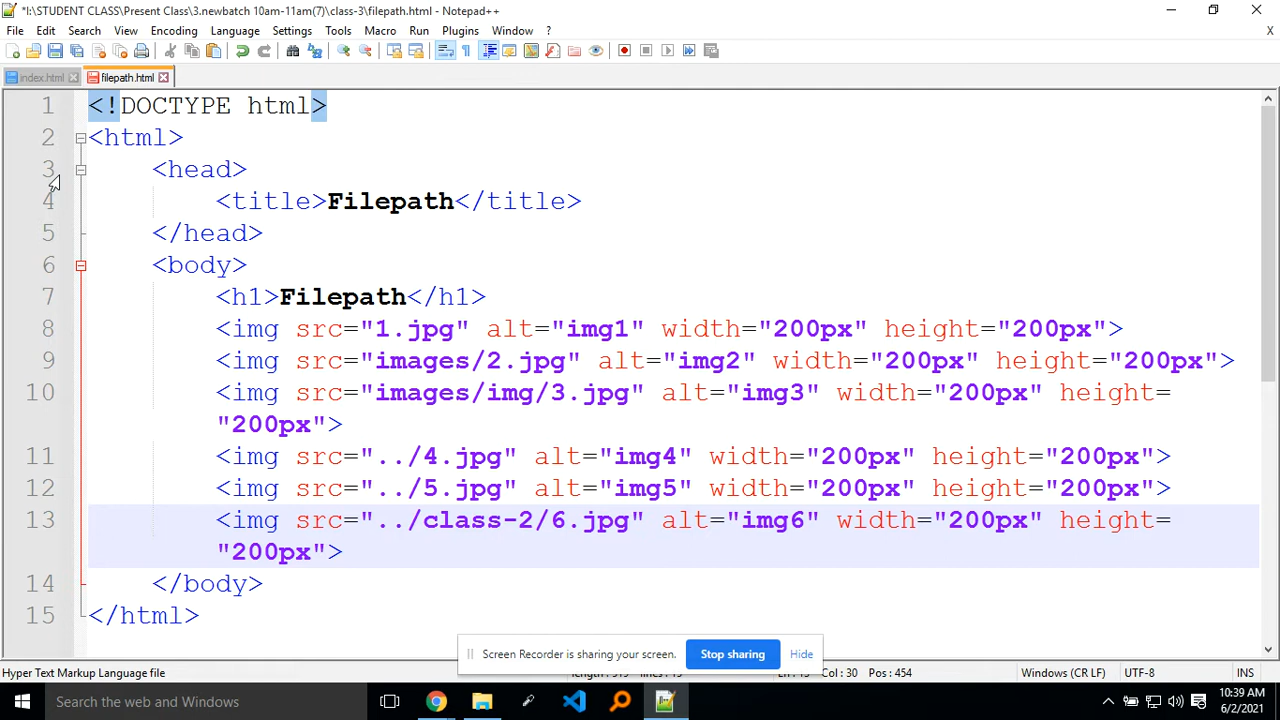 *I:\STUDENT CLASS\Present Class\3.newbatch 10am-11am(7)\class-3\filepath.html - Notepad++
File Edit Search View Encoding Language Settings Tools Macro Run Plugins Window ? X
index.html filepath.html
1 <!DOCTYPE html>
2 <html>
3 <head>
4 <title>Filepath</title>
5 </head>
6 <body>
7 <h1>Filepath</h1>
8 <img src="1.jpg" alt="img1" width="200px" height="200px">
9 <img src="images/2.jpg" alt="img2" width="200px" height="200px">
10 <img src="images/img/3.jpg" alt="img3" width="200px" height=
"200px">
11 <img src="../4.jpg" alt="img4" width="200px" height="200px">
12 <img src="../5.jpg" alt="img5" width="200px" height="200px">
13 <img src="../class-2/6.jpg" alt="img6" width="200px" height=
"200px">
14 </body>
15 </html>
Screen Recorder is sharing your screen. Stop sharing Hide
Hyper Text Markup Language file Col : 30 Pos : 454 Windows (CR LF) UTF-8 INS
Search the web and Windows
10:39 AM
6/2/2021